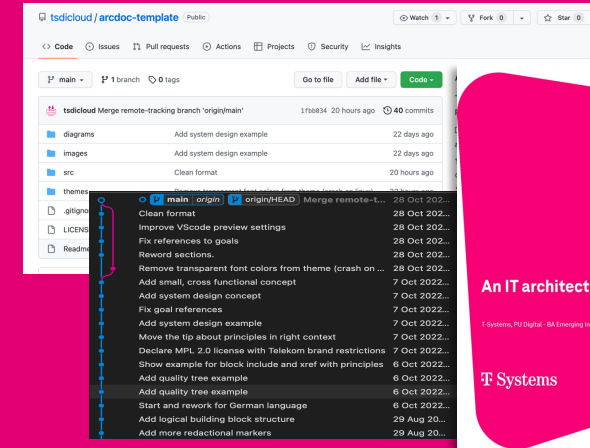 tsdicloud / arcdoc-template Public
Watch 1 Fork 0 Star 0
Code Issues Pull requests Actions Projects Security Insights
main 1 branch 0 tags Go to file Add file Code
tsdicloud Merge remote-tracking branch 'origin/main' 1fbb034 20 hours ago 40 commits
diagrams Add system design example 22 days ago
images Add system design example 22 days ago
src Clean format 20 hours ago
themes
.gitigno
LICENS
Readme
main origin origin/HEAD Merge remote-t... 28 Oct 202...
Clean format 28 Oct 202...
Improve VScode preview settings 28 Oct 202...
Fix references to goals 28 Oct 202...
Reword sections. 28 Oct 202...
Remove transparent font colors from theme (crash on ... 28 Oct 202...
Add small, cross functional concept 7 Oct 2022...
Add system design concept 7 Oct 2022...
Fix goal references 7 Oct 2022...
Add system design example 7 Oct 2022...
Move the tip about principles in right context 7 Oct 2022...
Declare MPL 2.0 license with Telekom brand restrictions 7 Oct 2022...
Show example for block include and xref with principles 6 Oct 2022...
Add quality tree example 6 Oct 2022...
Add quality tree example 6 Oct 2022...
Start and rework for German language 6 Oct 2022...
Add logical building block structure 29 Aug 20...
Add more redactional markers 29 Aug 20...
An IT architect
T-Systems, PU Digital - BA Emerging In
T Systems